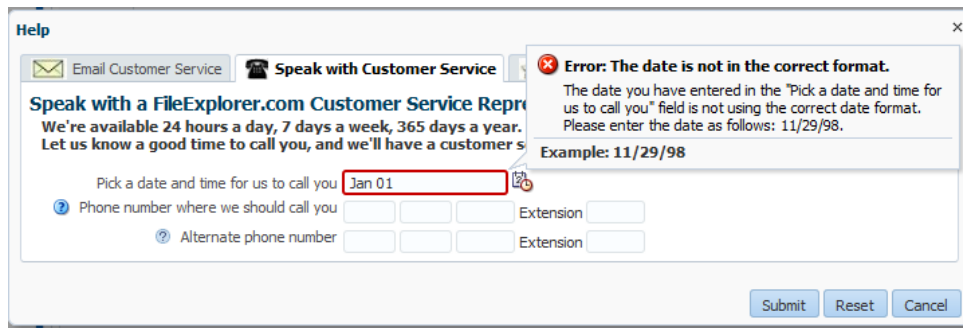 Help
Email Customer Service
Speak with Customer Service
Error: The date is not in the correct format.
The date you have entered in the "Pick a date and time for
us to call you" field is not using the correct date format.
Please enter the date as follows: 11/29/98.
Example: 11/29/98
Speak with a FileExplorer.com Customer Service Repre
We're available 24 hours a day, 7 days a week, 365 days a year.
Let us know a good time to call you, and we'll have a customer s
Pick a date and time for us to call you Jan 01
Phone number where we should call you Extension
Alternate phone number Extension
Submit Reset Cancel